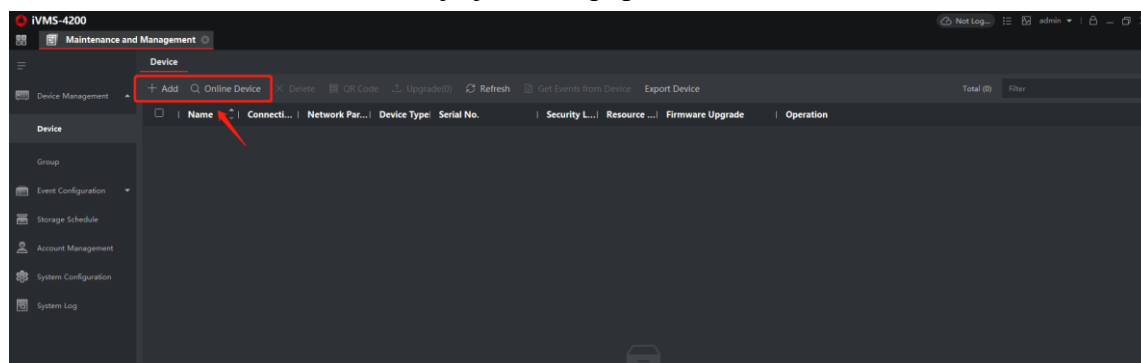 iVMS-4200
Not Log... admin
Maintenance and Management
Device
+ Add Online Device Delete QR Code Upgrade(0) Refresh Get Events from Device Export Device Total (0) Filter
Device Management
Name Connecti... Network Par... Device Type Serial No. Security L... Resource ... Firmware Upgrade Operation
Device
Group
Event Configuration
Storage Schedule
Account Management
System Configuration
System Log